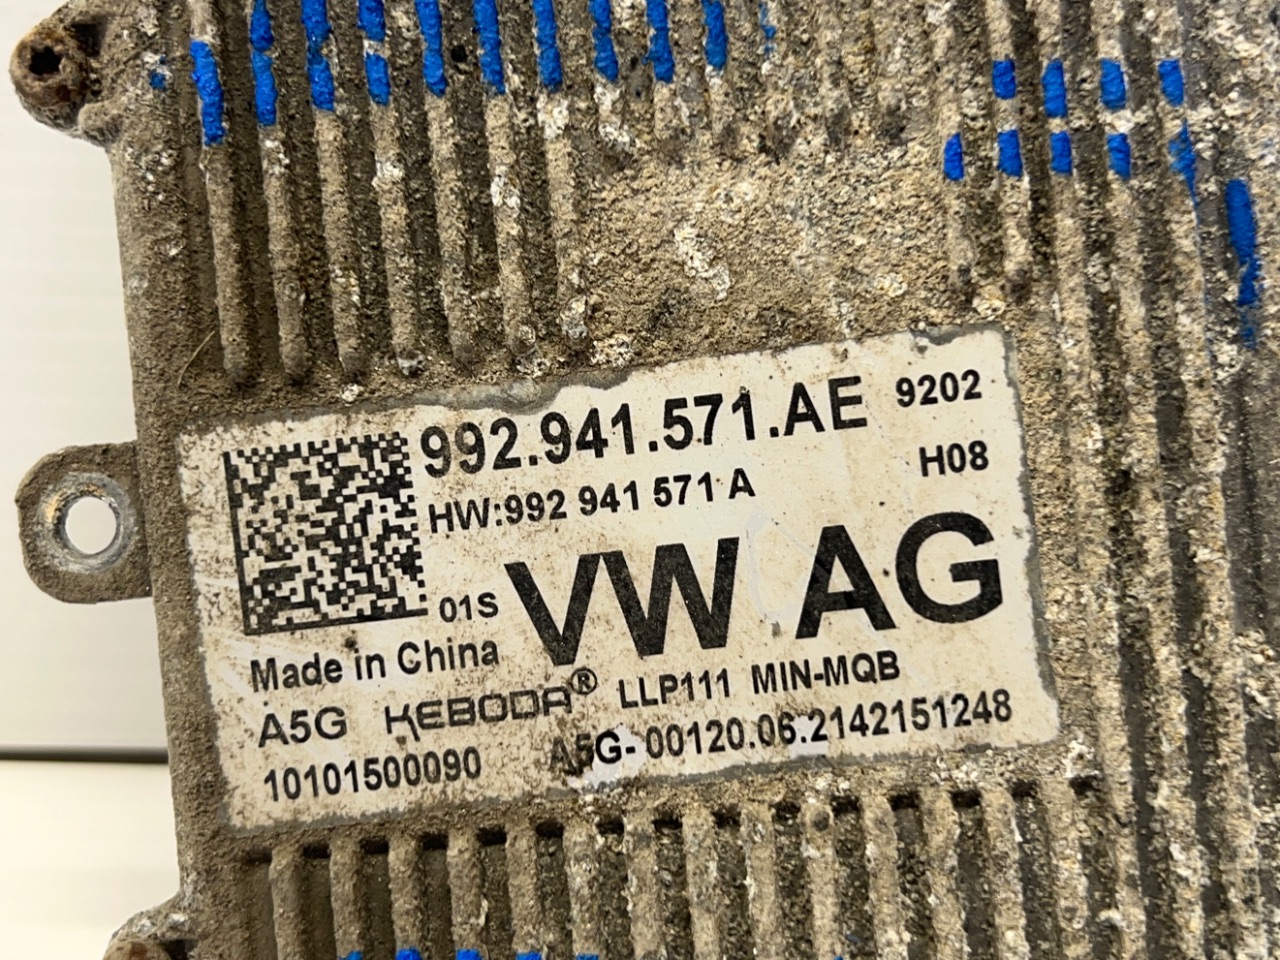 992.941.571.AE 9202
HW:992 941 571 A H08
01S VW AG
Made in China
A5G KEBODA® LLP111 MIN-MQB
10101500090 A5G-00120.06.2142151248